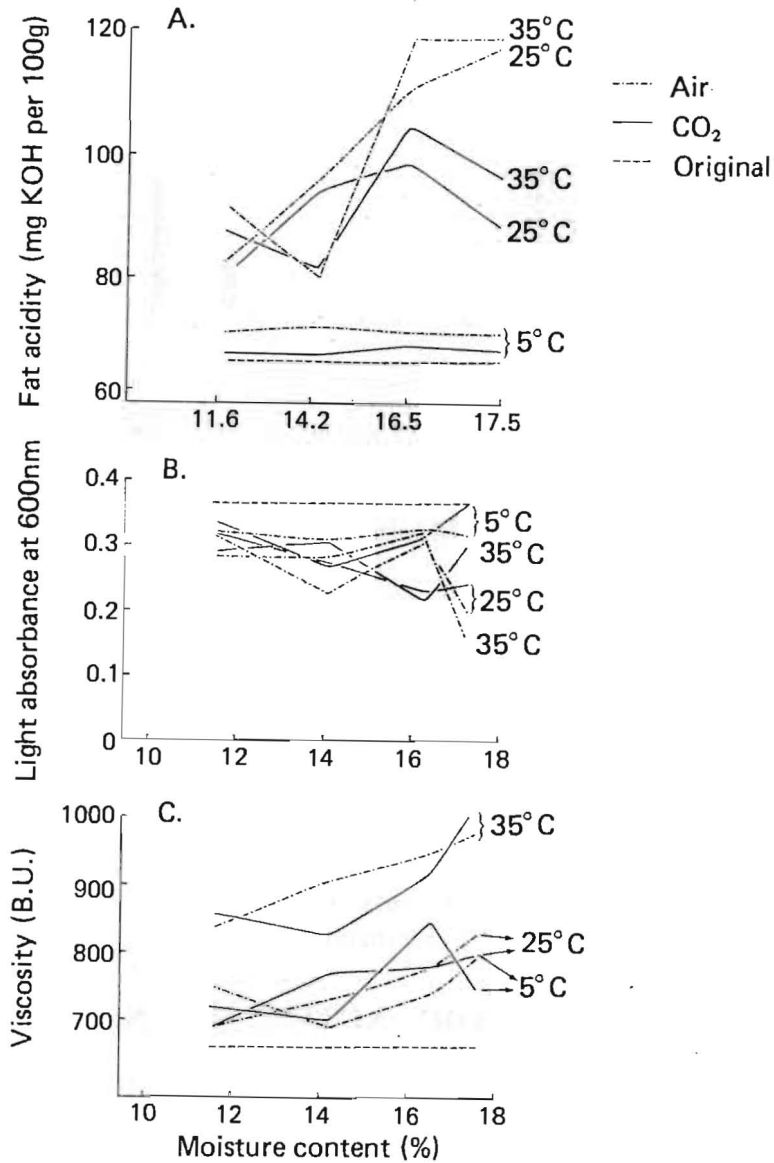 A.
Fat acidity (mg KOH per 100g)
120
100
80
60
35°C
25°C
35°C
25°C
}5°C
11.6 14.2 16.5 17.5
Air
CO₂
Original
B.
Light absorbance at 600nm
0.4
0.3
0.2
0.1
0
}5°C
35°C
}25°C
35°C
10 12 14 16 18
C.
Viscosity (B.U.)
1000
900
800
700
}35°C
25°C
5°C
10 12 14 16 18
Moisture content (%)